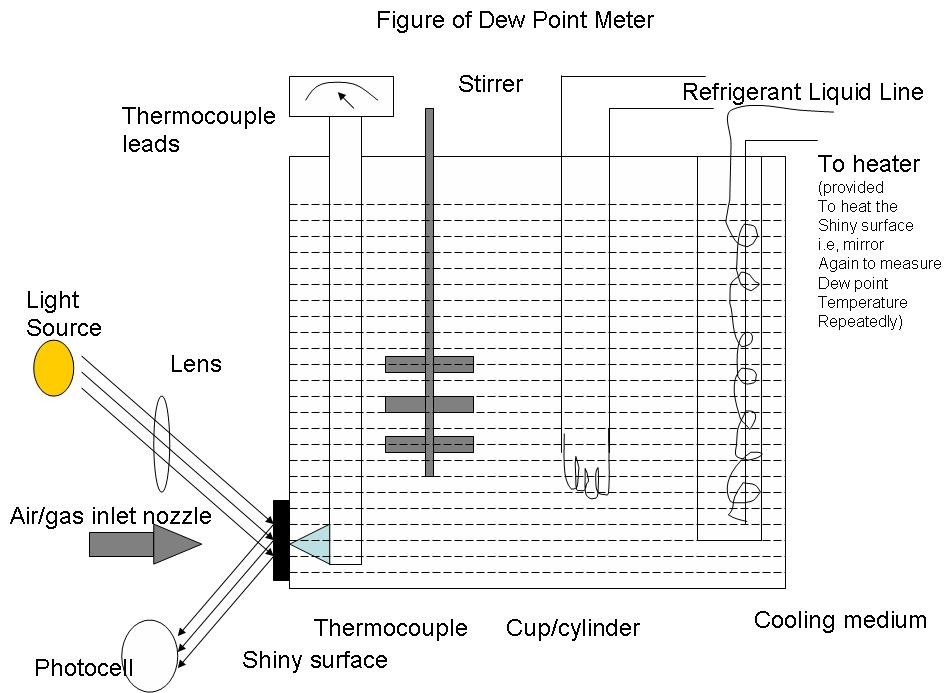 Figure of Dew Point Meter
Stirrer
Refrigerant Liquid Line
Thermocouple
leads
To heater
(provided
To heat the
Shiny surface
i.e, mirror
Again to measure
Dew point
Temperature
Repeatedly)
Light
Source
Lens
Air/gas inlet nozzle
Thermocouple
Cup/cylinder
Cooling medium
Shiny surface
Photocell